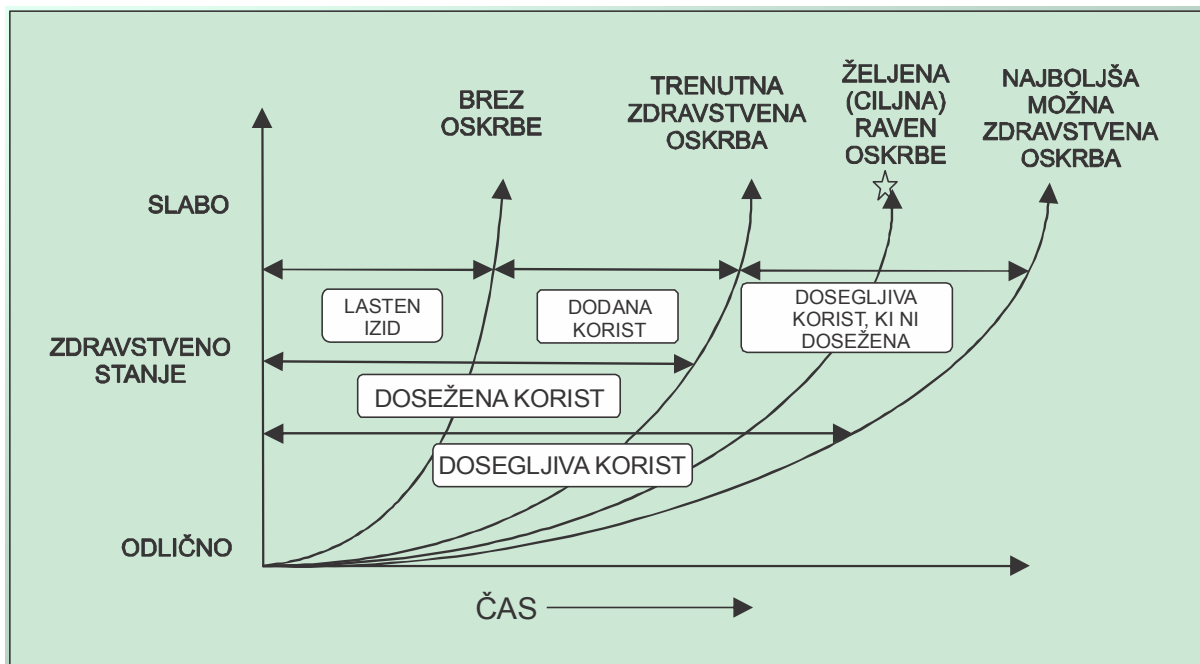 BREZ
OSKRBE
TRENUTNA
ZDRAVSTVENA
OSKRBA
ŽELJENA
(CILJNA)
RAVEN
OSKRBE
NAJBOLJŠA
MOŽNA
ZDRAVSTVENA
OSKRBA
SLABO
LASTEN
IZID
DODANA
KORIST
DOSEGLJIVA
KORIST, KI NI
DOSEŽENA
ZDRAVSTVENO
STANJE
DOSEŽENA KORIST
DOSEGLJIVA KORIST
ODLIČNO
ČAS